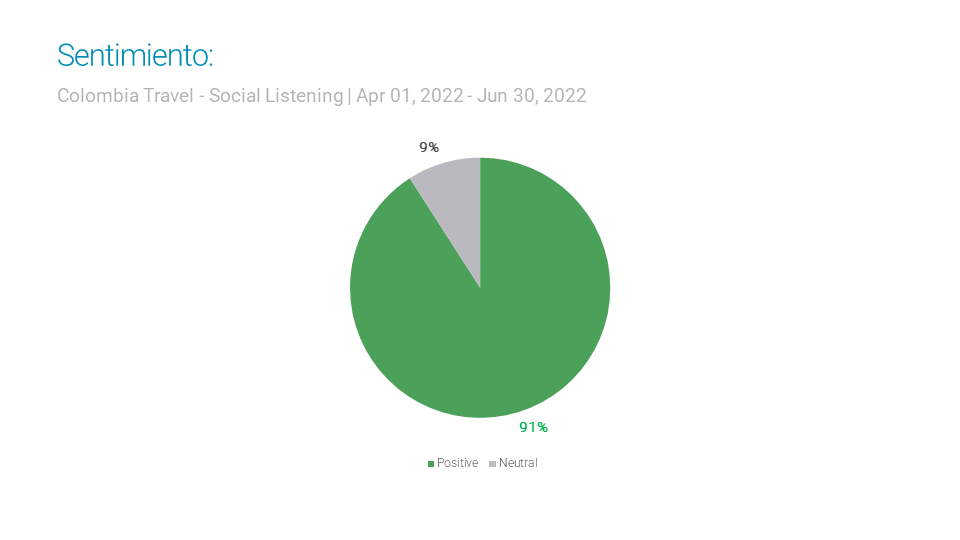 Sentimiento:
Colombia Travel - Social Listening | Apr 01, 2022 - Jun 30, 2022
9%
91%
Positive Neutral